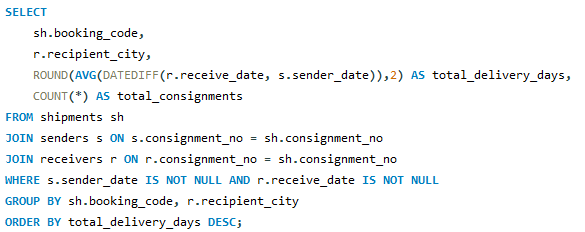 SELECT
    sh.booking_code,
    r.recipient_city,
    ROUND(AVG(DATEDIFF(r.receive_date, s.sender_date)),2) AS total_delivery_days,
    COUNT(*) AS total_consignments
FROM shipments sh
JOIN senders s ON s.consignment_no = sh.consignment_no
JOIN receivers r ON r.consignment_no = sh.consignment_no
WHERE s.sender_date IS NOT NULL AND r.receive_date IS NOT NULL
GROUP BY sh.booking_code, r.recipient_city
ORDER BY total_delivery_days DESC;